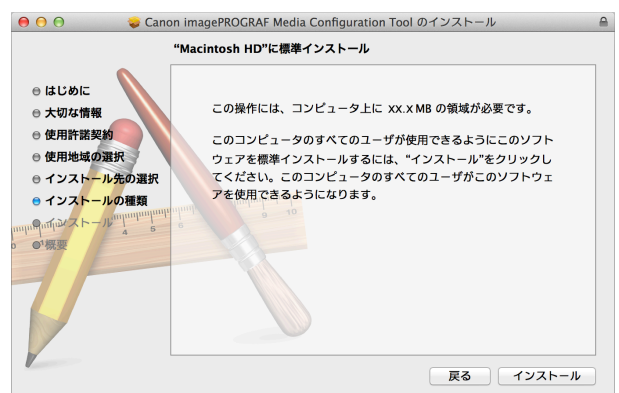 Canon imagePROGRAF Media Configuration Tool のインストール
“Macintosh HD”に標準インストール
はじめに
大切な情報
使用許諾契約
使用地域の選択
インストール先の選択
インストールの種類
インストール
概要
この操作には、コンピュータ上に xx.x MB の領域が必要です。
このコンピュータのすべてのユーザが使用できるようにこのソフト
ウェアを標準インストールするには、“インストール”をクリックし
てください。このコンピュータのすべてのユーザがこのソフトウェ
アを使用できるようになります。
4 5 6 9 10
戻る インストール